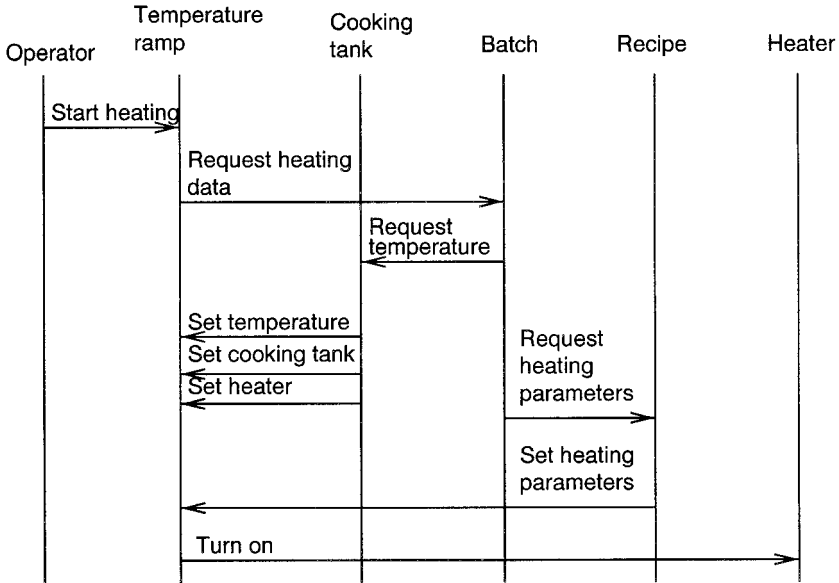 Operator
Temperature
ramp
Cooking
tank
Batch
Recipe
Heater
Start heating
Request heating
data
Request
temperature
Set temperature
Set cooking tank
Set heater
Request
heating
parameters
Set heating
parameters
Turn on